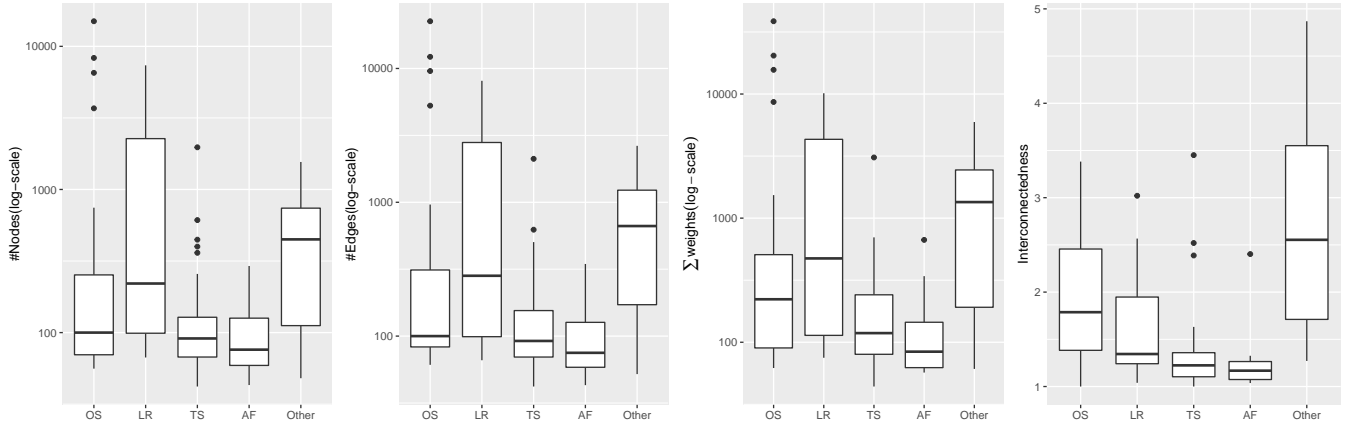 #Nodes(log−scale)
10000
1000
100
OS LR TS AF Other
#Edges(log−scale)
10000
1000
100
OS LR TS AF Other
∑weights(log − scale)
10000
1000
100
OS LR TS AF Other
Interconnectedness
5
4
3
2
1
OS LR TS AF Other